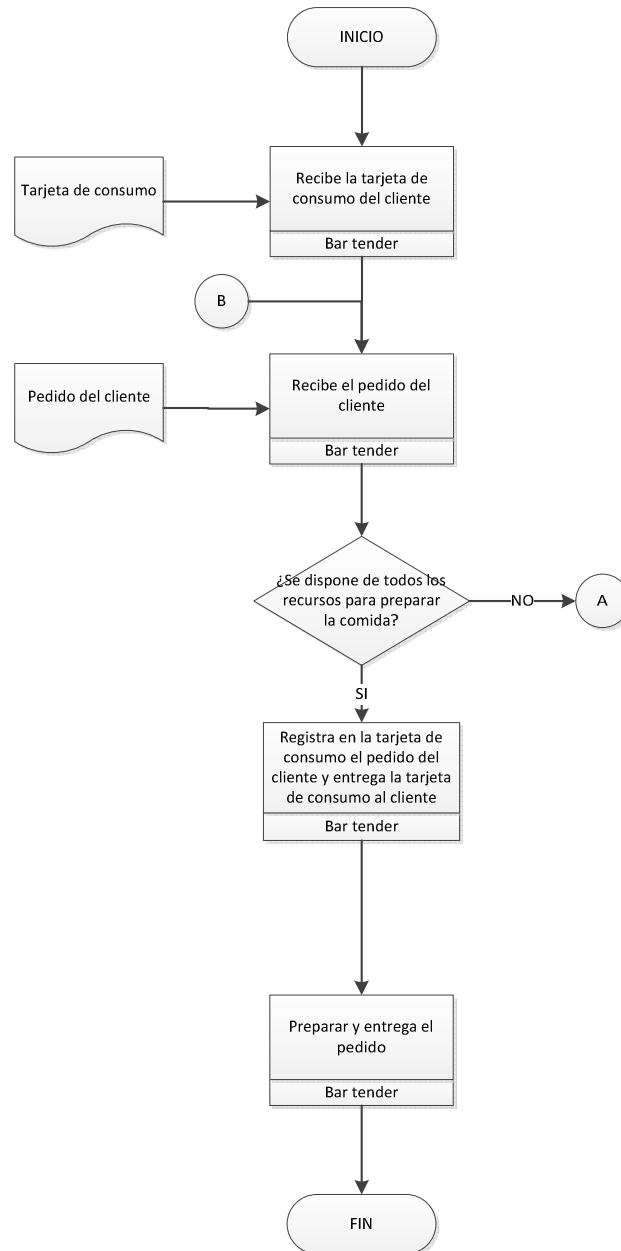 INICIO
Tarjeta de consumo
Recibe la tarjeta de
consumo del cliente
Bar tender
B
Pedido del cliente
Recibe el pedido del
cliente
Bar tender
¿Se dispone de todos los
recursos para preparar
la comida?
NO
A
SI
Registra en la tarjeta de
consumo el pedido del
cliente y entrega la tarjeta
de consumo al cliente
Bar tender
Preparar y entrega el
pedido
Bar tender
FIN